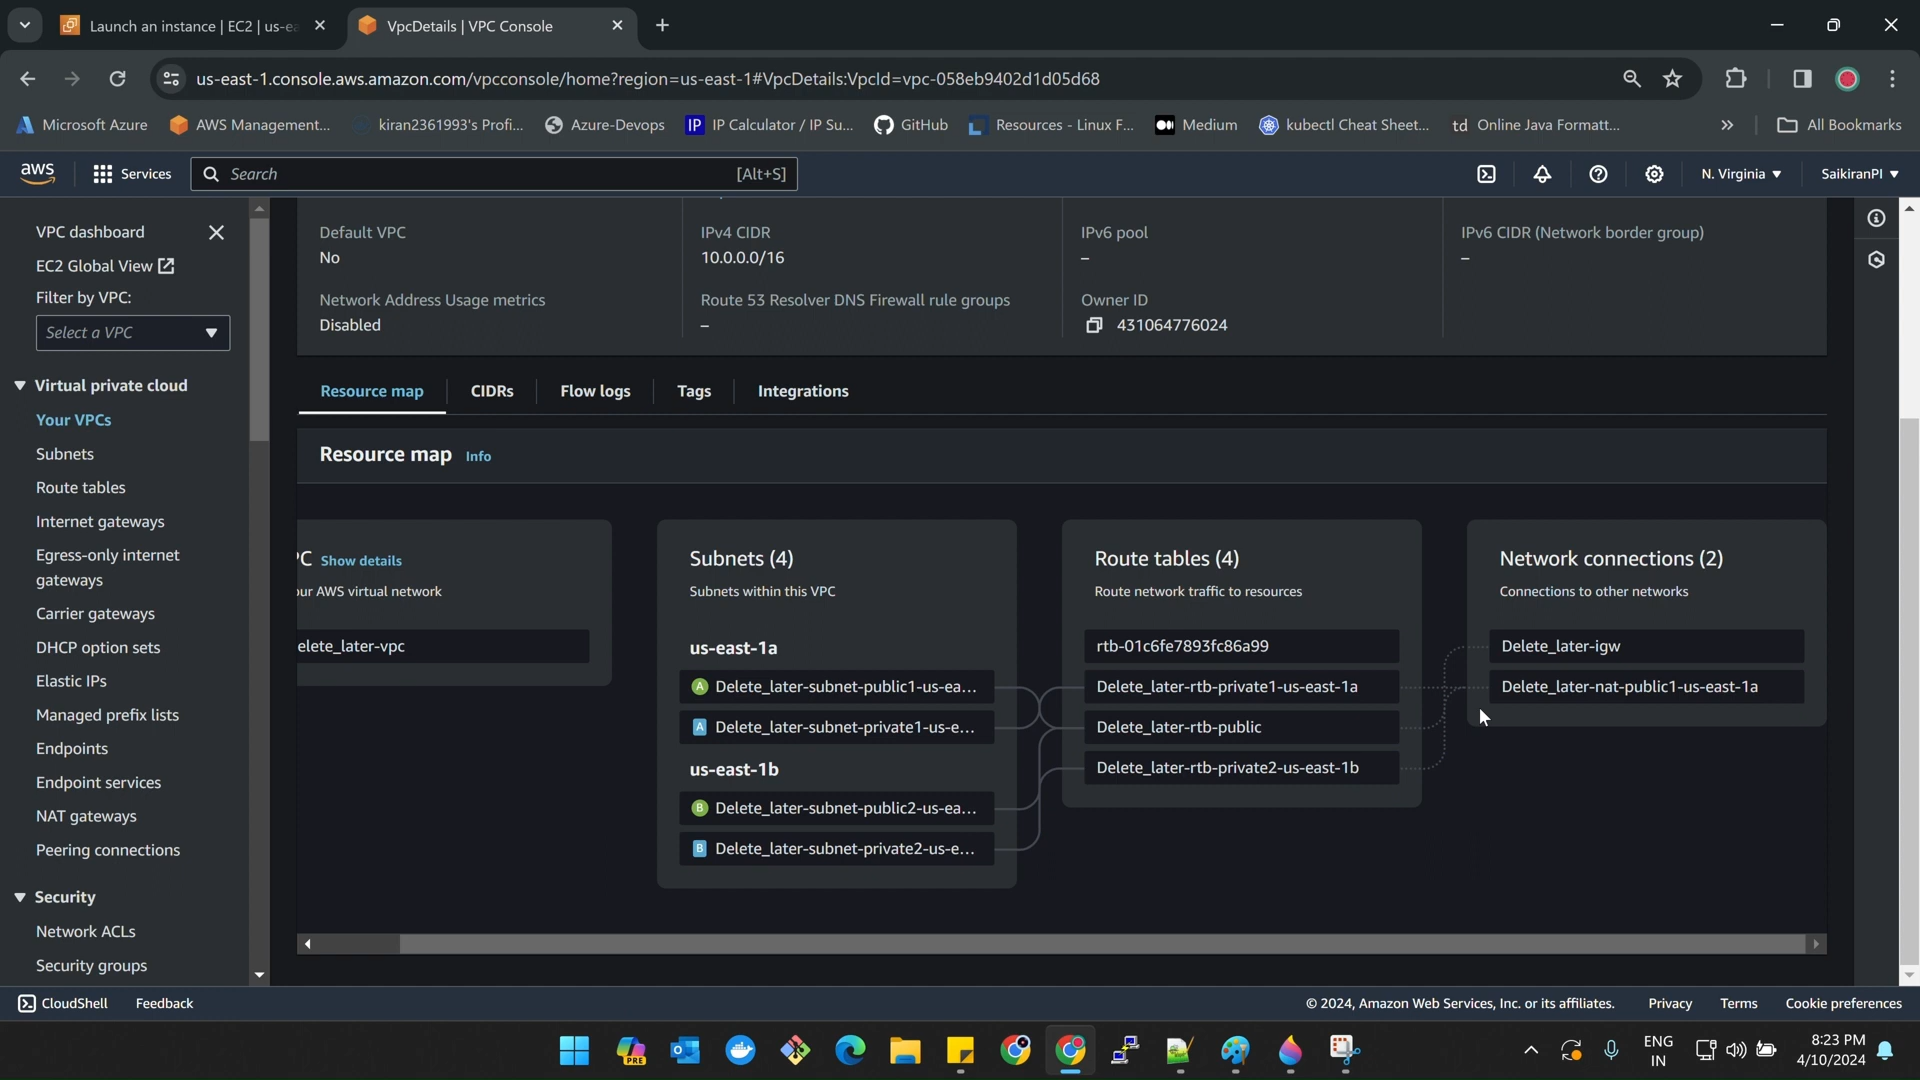 Launch an instance | EC2 | us-ea
VpcDetails | VPC Console
us-east-1.console.aws.amazon.com/vpcconsole/home?region=us-east-1#VpcDetails:VpcId=vpc-058eb9402d1d05d68
Microsoft Azure
AWS Management...
kiran2361993's Profi...
Azure-Devops
IP
IP Calculator / IP Su...
GitHub
Resources - Linux F...
Medium
kubectl Cheat Sheet...
td
Online Java Formatt...
All Bookmarks
aws
Services
Search
[Alt+S]
N. Virginia
SaikiranPI
VPC dashboard
EC2 Global View
Filter by VPC:
Select a VPC
Virtual private cloud
Your VPCs
Subnets
Route tables
Internet gateways
Egress-only internet
gateways
Carrier gateways
DHCP option sets
Elastic IPs
Managed prefix lists
Endpoints
Endpoint services
NAT gateways
Peering connections
Security
Network ACLs
Security groups
Default VPC
No
IPv4 CIDR
10.0.0.0/16
IPv6 pool
–
IPv6 CIDR (Network border group)
–
Network Address Usage metrics
Disabled
Route 53 Resolver DNS Firewall rule groups
–
Owner ID
431064776024
Resource map
CIDRs
Flow logs
Tags
Integrations
Resource map Info
PC Show details
our AWS virtual network
elete_later-vpc
Subnets (4)
Subnets within this VPC
us-east-1a
A Delete_later-subnet-public1-us-ea...
A Delete_later-subnet-private1-us-e...
us-east-1b
B Delete_later-subnet-public2-us-ea...
B Delete_later-subnet-private2-us-e...
Route tables (4)
Route network traffic to resources
rtb-01c6fe7893fc86a99
Delete_later-rtb-private1-us-east-1a
Delete_later-rtb-public
Delete_later-rtb-private2-us-east-1b
Network connections (2)
Connections to other networks
Delete_later-igw
Delete_later-nat-public1-us-east-1a
CloudShell
Feedback
© 2024, Amazon Web Services, Inc. or its affiliates.
Privacy
Terms
Cookie preferences
PRE
ENG
IN
8:23 PM
4/10/2024